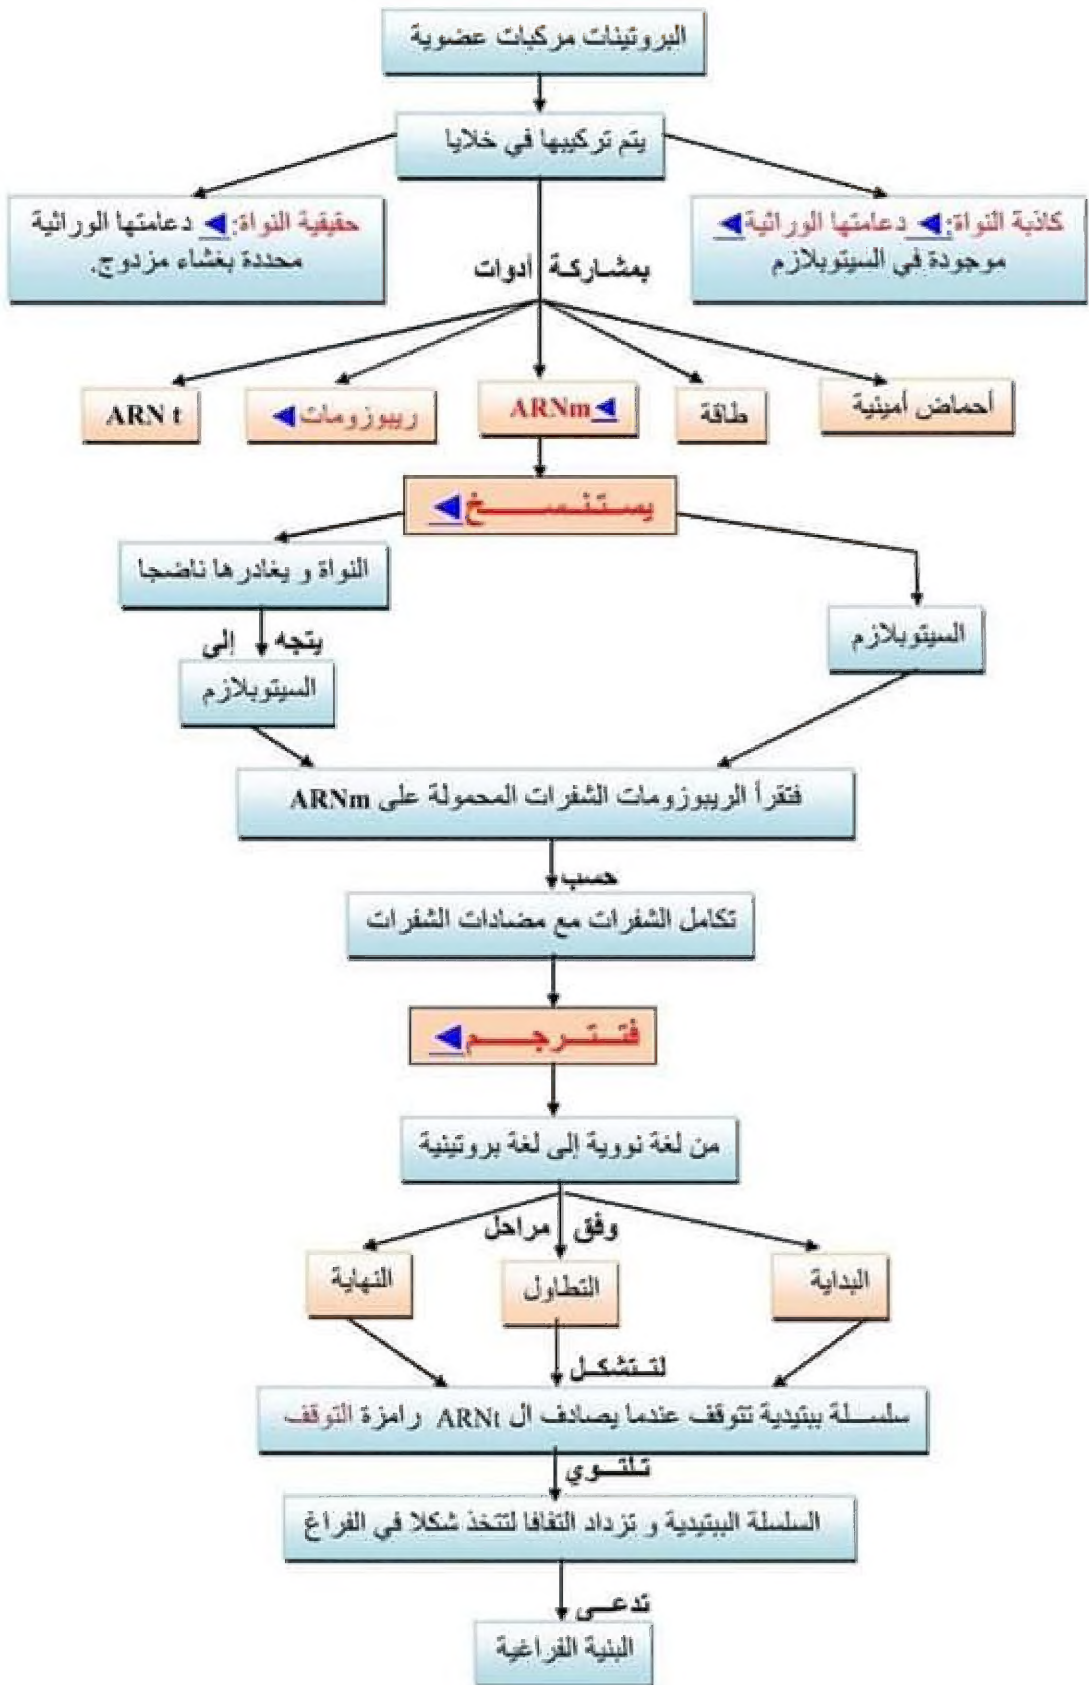 البروتينات مركبات عضوية
يتم تركيبها في خلايا
كاذبة النواة: دعامتها الوراثية
موجودة في السيتوبلازم
حقيقية النواة: دعامتها الوراثية
محددة بغشاء مزدوج.
بمشاركة أدوات
أحماض أمينية
طاقة
ARNm
ريبوزومات
ARN t
يستنسخ
النواة و يغادرها ناضجا
السيتوبلازم
يتجه إلى
السيتوبلازم
فتقرأ الريبوزومات الشفرات المحمولة على ARNm
حسب
تكامل الشفرات مع مضادات الشفرات
فتترجم
من لغة نووية إلى لغة بروتينية
وفق مراحل
البداية
التطاول
النهاية
لتتشكل
سلسلة ببتيدية تتوقف عندما يصادف ال ARNt رامزة التوقف
تلتوي
السلسلة الببتيدية و تزداد التفافا لتتخذ شكلا في الفراغ
تدعى
البنية الفراغية